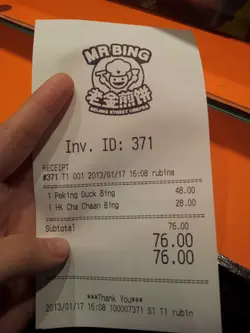 MR BING
老金煎饼
BEIJING STREET CREPES
Inv. ID: 371
RECEIPT
#371 T1 001 2013/01/17 16:08 rubina
1 Peking Duck Bing 48.00
1 HK Cha Chaan Bing 28.00
Subtotal 76.00
76.00
76.00
***Thank You***
2013/01/17 16:08 100007371 S1 T1 rubin